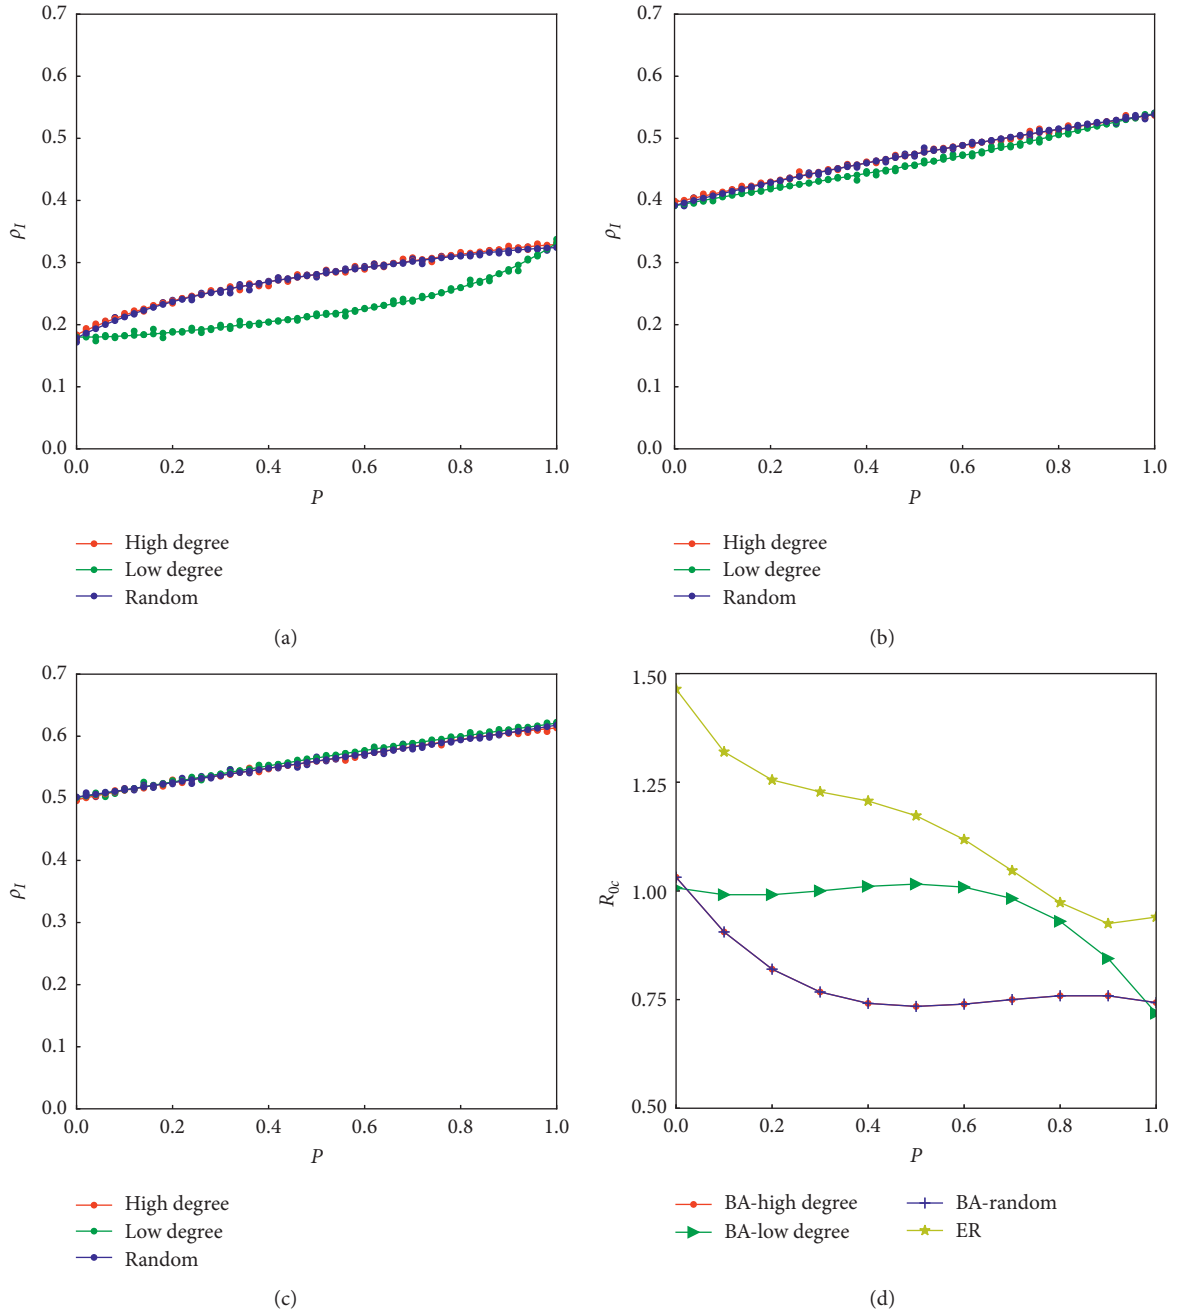 0.7
0.6
0.5
0.4
0.3
0.2
0.1
0.0
ρI
0.0 0.2 0.4 0.6 0.8 1.0
P
High degree
Low degree
Random
(a)
0.7
0.6
0.5
0.4
0.3
0.2
0.1
0.0
ρI
0.0 0.2 0.4 0.6 0.8 1.0
P
High degree
Low degree
Random
(b)
0.7
0.6
0.5
0.4
0.3
0.2
0.1
0.0
ρI
0.0 0.2 0.4 0.6 0.8 1.0
P
High degree
Low degree
Random
(c)
1.50
1.25
1.00
0.75
0.50
R0c
0.0 0.2 0.4 0.6 0.8 1.0
P
BA-high degree
BA-low degree
BA-random
ER
(d)